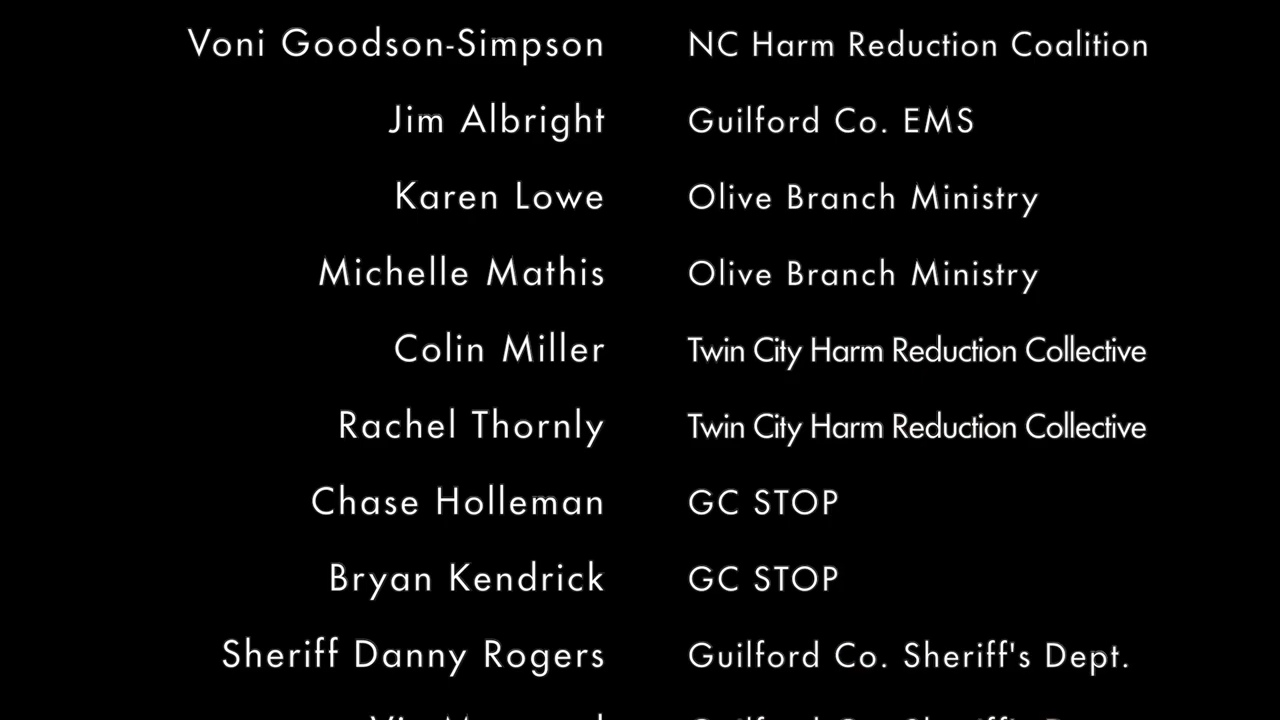 Voni Goodson-Simpson NC Harm Reduction Coalition
Jim Albright Guilford Co. EMS
Karen Lowe Olive Branch Ministry
Michelle Mathis Olive Branch Ministry
Colin Miller Twin City Harm Reduction Collective
Rachel Thornly Twin City Harm Reduction Collective
Chase Holleman GC STOP
Bryan Kendrick GC STOP
Sheriff Danny Rogers Guilford Co. Sheriff's Dept.